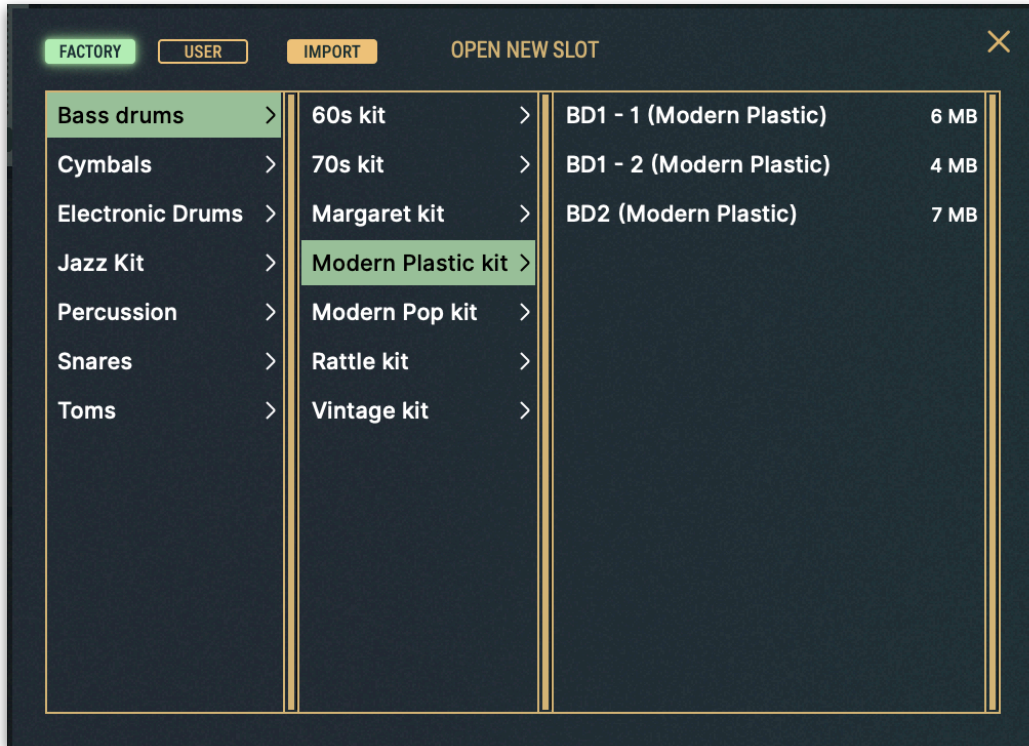 FACTORY USER IMPORT OPEN NEW SLOT
Bass drums
Cymbals
Electronic Drums
Jazz Kit
Percussion
Snares
Toms
60s kit
70s kit
Margaret kit
Modern Plastic kit
Modern Pop kit
Rattle kit
Vintage kit
BD1 - 1 (Modern Plastic) 6 MB
BD1 - 2 (Modern Plastic) 4 MB
BD2 (Modern Plastic) 7 MB